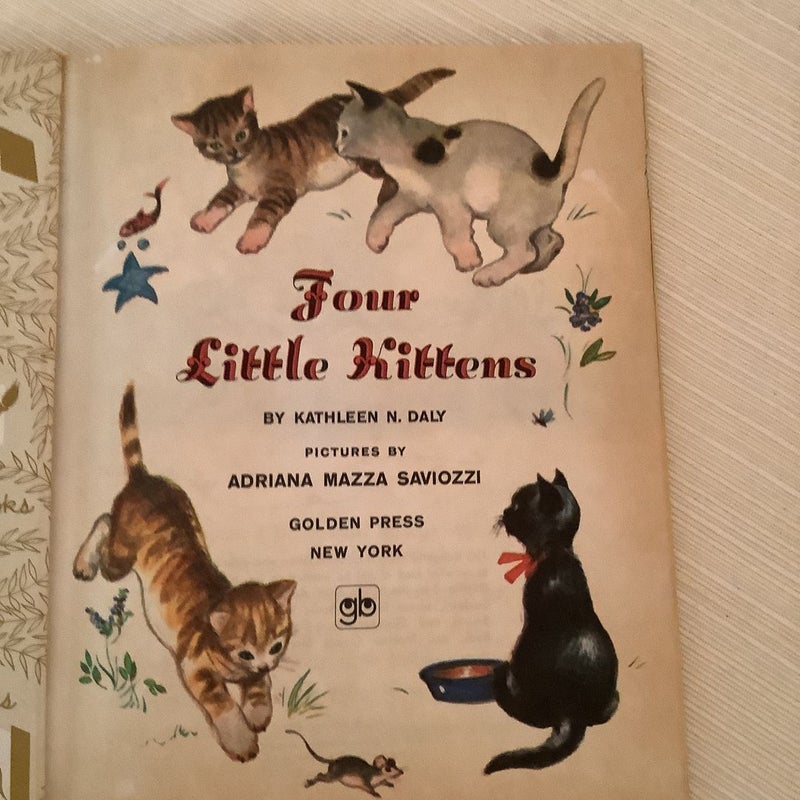 Four
Little Kittens
BY KATHLEEN N. DALY
PICTURES BY
ADRIANA MAZZA SAVIOZZI
GOLDEN PRESS
NEW YORK
gb